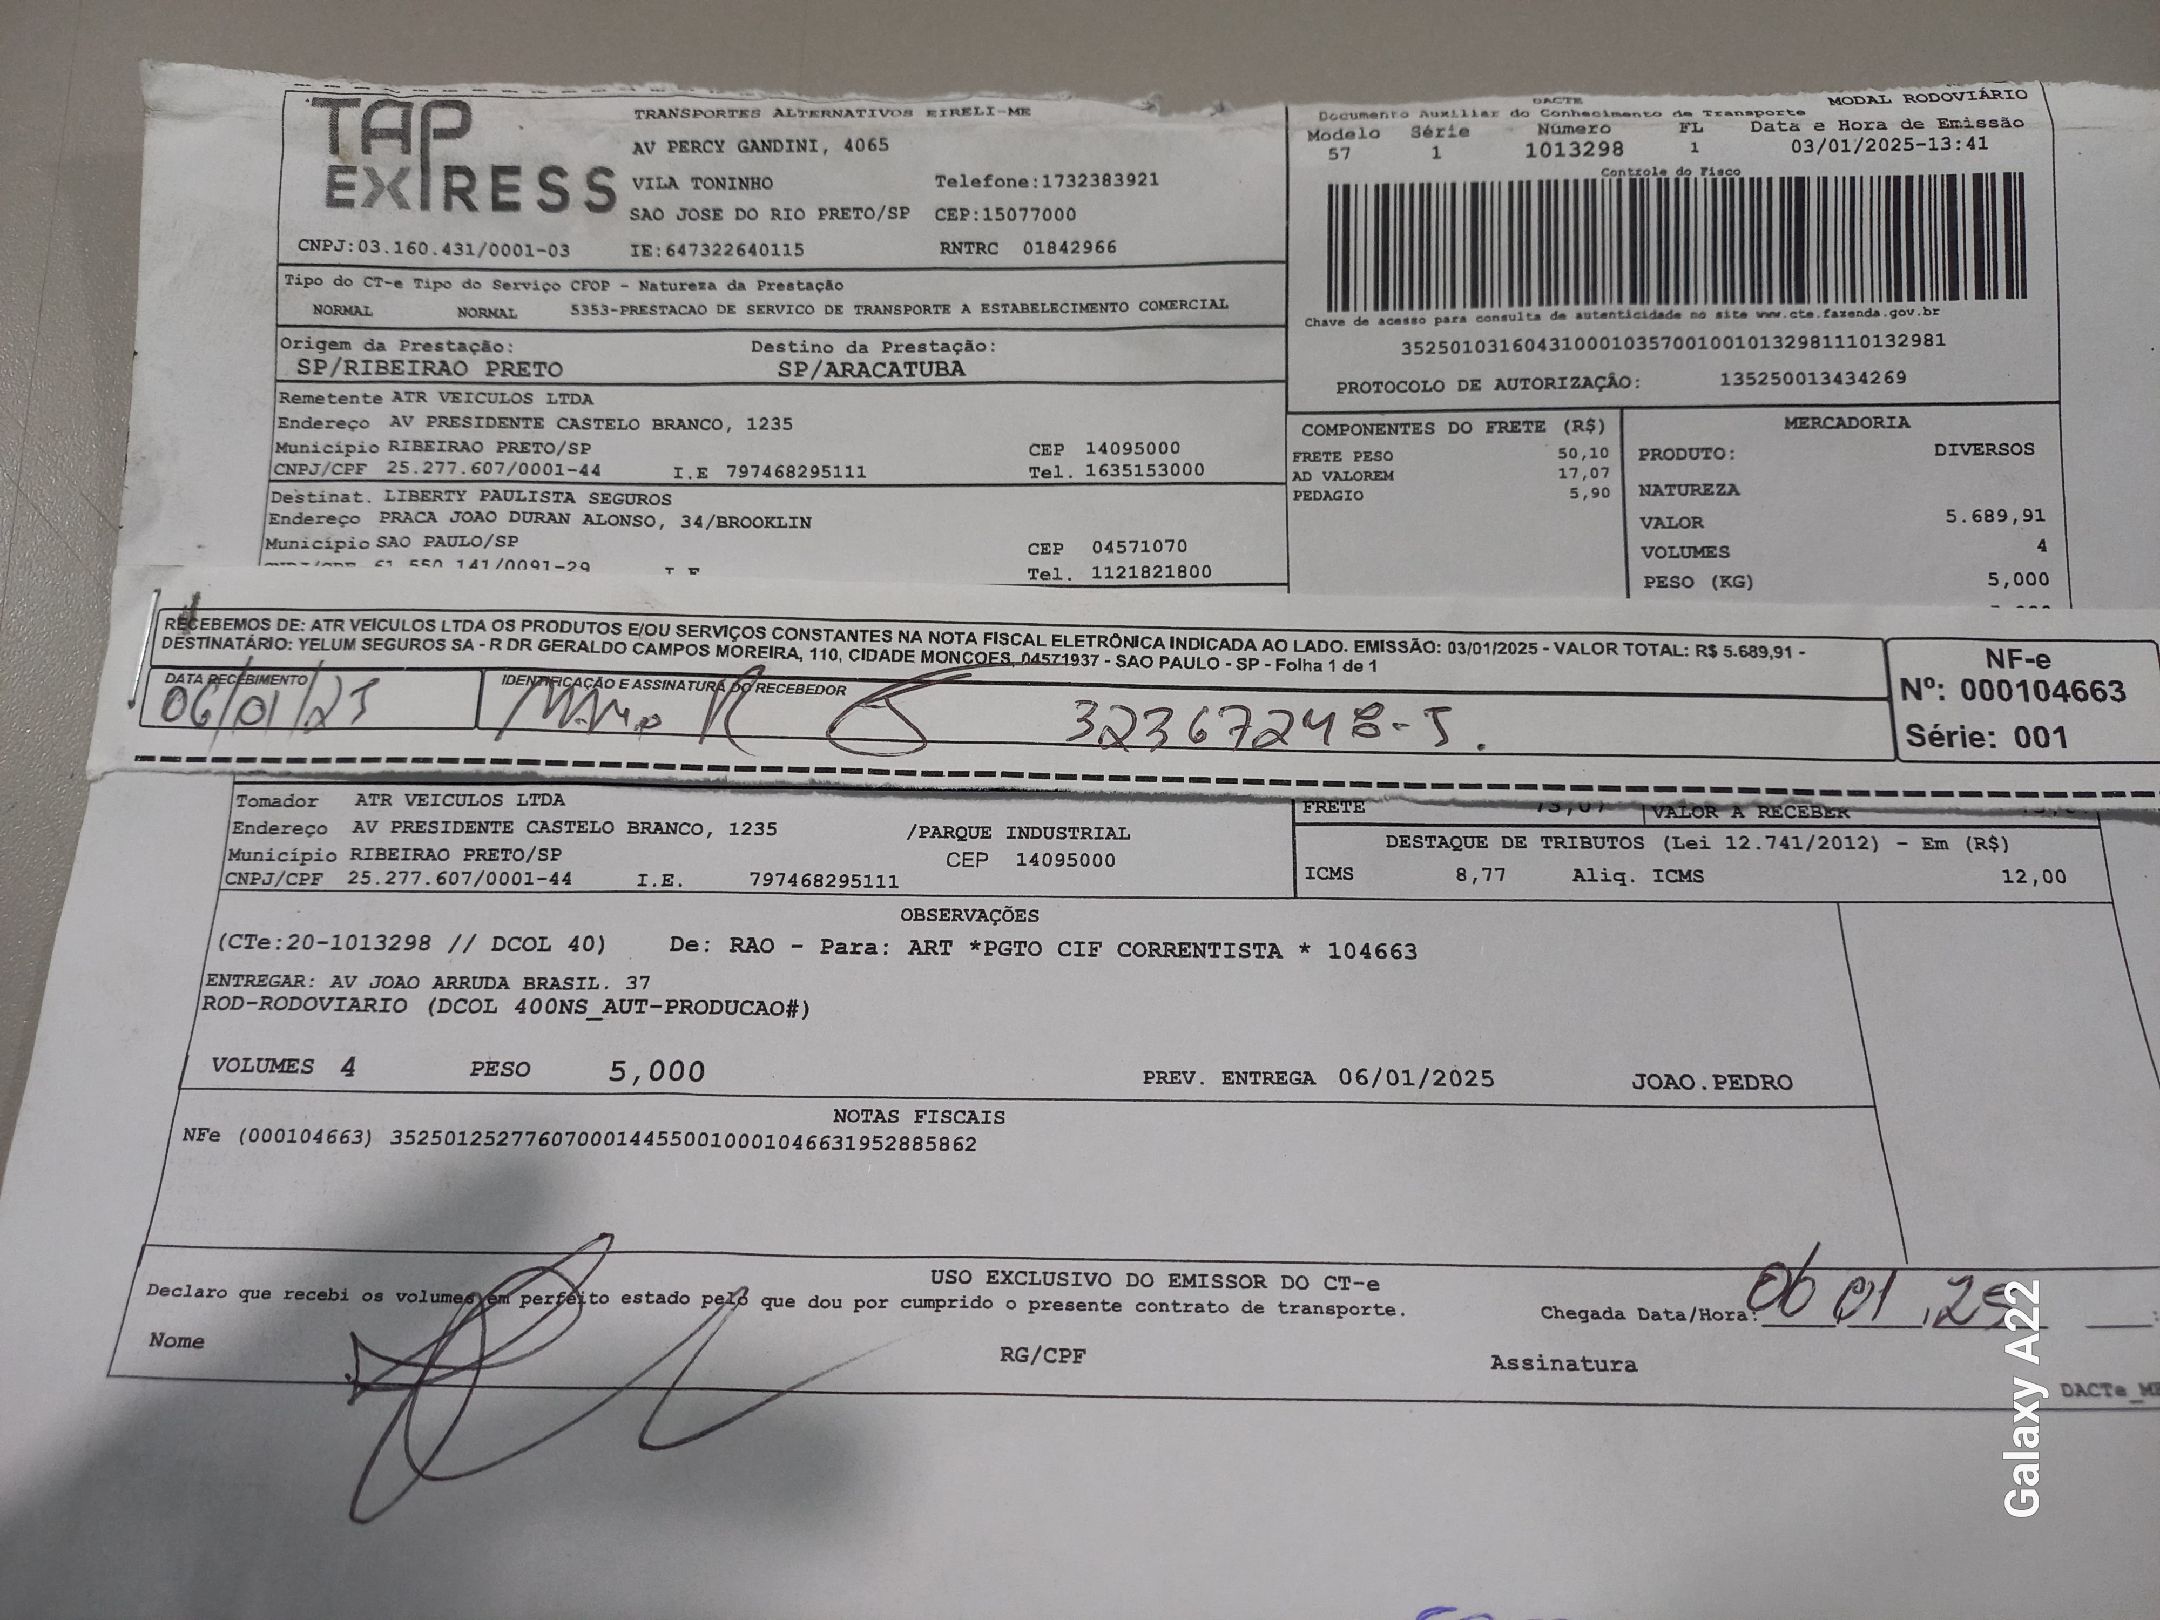 TAP
EXPRESS
TRANSPORTES ALTERNATIVOS EIRELI-ME
AV PERCY GANDINI, 4065
VILA TONINHO Telefone:1732383921
SAO JOSE DO RIO PRETO/SP CEP:15077000
CNPJ:03.160.431/0001-03 IE:647322640115 RNTRC 01842966
DACTE MODAL RODOVIÁRIO
Documento Auxiliar do Conhecimento de Transporte
Modelo Série Número FL Data e Hora de Emissão
57 1 1013298 1 03/01/2025-13:41
Controle do Fisco
Chave de acesso para consulta de autenticidade no site www.cte.fazenda.gov.br
35250103160431000103570010010132981110132981
PROTOCOLO DE AUTORIZAÇÃO: 135250013434269
Tipo do CT-e Tipo do Serviço CFOP - Natureza da Prestação
NORMAL NORMAL 5353-PRESTACAO DE SERVICO DE TRANSPORTE A ESTABELECIMENTO COMERCIAL
Origem da Prestação: Destino da Prestação:
SP/RIBEIRAO PRETO SP/ARACATUBA
Remetente ATR VEICULOS LTDA
Endereço AV PRESIDENTE CASTELO BRANCO, 1235
Município RIBEIRAO PRETO/SP CEP 14095000
CNPJ/CPF 25.277.607/0001-44 I.E 797468295111 Tel. 1635153000
Destinat. LIBERTY PAULISTA SEGUROS
Endereço PRACA JOAO DURAN ALONSO, 34/BROOKLIN
Município SAO PAULO/SP CEP 04571070
61.550.141/0091-29 Tel. 1121821800
COMPONENTES DO FRETE (R$)
FRETE PESO 50,10
AD VALOREM 17,07
PEDAGIO 5,90
MERCADORIA
PRODUTO: DIVERSOS
NATUREZA
VALOR 5.689,91
VOLUMES 4
PESO (KG) 5,000
RECEBEMOS DE: ATR VEICULOS LTDA OS PRODUTOS E/OU SERVIÇOS CONSTANTES NA NOTA FISCAL ELETRÔNICA INDICADA AO LADO. EMISSÃO: 03/01/2025 - VALOR TOTAL: R$ 5.689,91 -
DESTINATÁRIO: YELUM SEGUROS SA - R DR GERALDO CAMPOS MOREIRA, 110, CIDADE MONCOES, 04571937 - SAO PAULO - SP - Folha 1 de 1
DATA RECEBIMENTO IDENTIFICAÇÃO E ASSINATURA DO RECEBEDOR
06/01/25 32367248-5.
NF-e
Nº: 000104663
Série: 001
Tomador ATR VEICULOS LTDA
Endereço AV PRESIDENTE CASTELO BRANCO, 1235 /PARQUE INDUSTRIAL
Município RIBEIRAO PRETO/SP CEP 14095000
CNPJ/CPF 25.277.607/0001-44 I.E. 797468295111
FRETE 73,07 VALOR A RECEBER
DESTAQUE DE TRIBUTOS (Lei 12.741/2012) - Em (R$)
ICMS 8,77 Aliq. ICMS 12,00
OBSERVAÇÕES
(CTe:20-1013298 // DCOL 40) De: RAO - Para: ART *PGTO CIF CORRENTISTA * 104663
ENTREGAR: AV JOAO ARRUDA BRASIL. 37
ROD-RODOVIARIO (DCOL 400NS_AUT-PRODUCAO#)
VOLUMES 4 PESO 5,000 PREV. ENTREGA 06/01/2025 JOAO.PEDRO
NOTAS FISCAIS
NFe (000104663) 35250125277607000144550010001046631952885862
USO EXCLUSIVO DO EMISSOR DO CT-e
Declaro que recebi os volumes em perfeito estado pelo que dou por cumprido o presente contrato de transporte.
Chegada Data/Hora: 06 01 25
Nome RG/CPF Assinatura
Galaxy A22